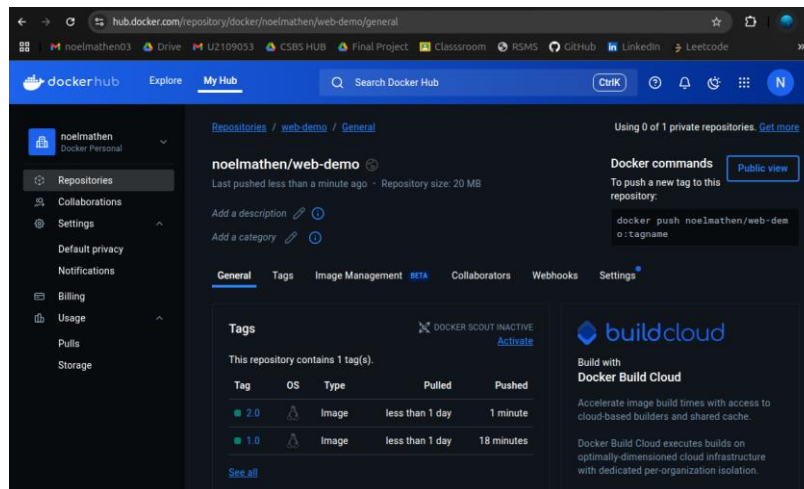 hub.docker.com/repository/docker/noelmathen/web-demo/general
noelmathen03 Drive U2109053 CSBS HUB Final Project Classsroom RSMS GitHub LinkedIn Leetcode »
dockerhub Explore My Hub Search Docker Hub CtrlK N
noelmathen
Docker Personal
Repositories
Collaborations
Settings
Default privacy
Notifications
Billing
Usage
Pulls
Storage
Repositories / web-demo / General
Using 0 of 1 private repositories. Get more
noelmathen/web-demo
Last pushed less than a minute ago · Repository size: 20 MB
Add a description
Add a category
Docker commands
Public view
To push a new tag to this
repository:
docker push noelmathen/web-dem
o:tagname
General Tags Image Management BETA Collaborators Webhooks Settings
Tags
DOCKER SCOUT INACTIVE
Activate
This repository contains 1 tag(s).
Tag OS Type Pulled Pushed
2.0 Image less than 1 day 1 minute
1.0 Image less than 1 day 18 minutes
See all
buildcloud
Build with
Docker Build Cloud
Accelerate image build times with access to
cloud-based builders and shared cache.
Docker Build Cloud executes builds on
optimally-dimensioned cloud infrastructure
with dedicated per-organization isolation.